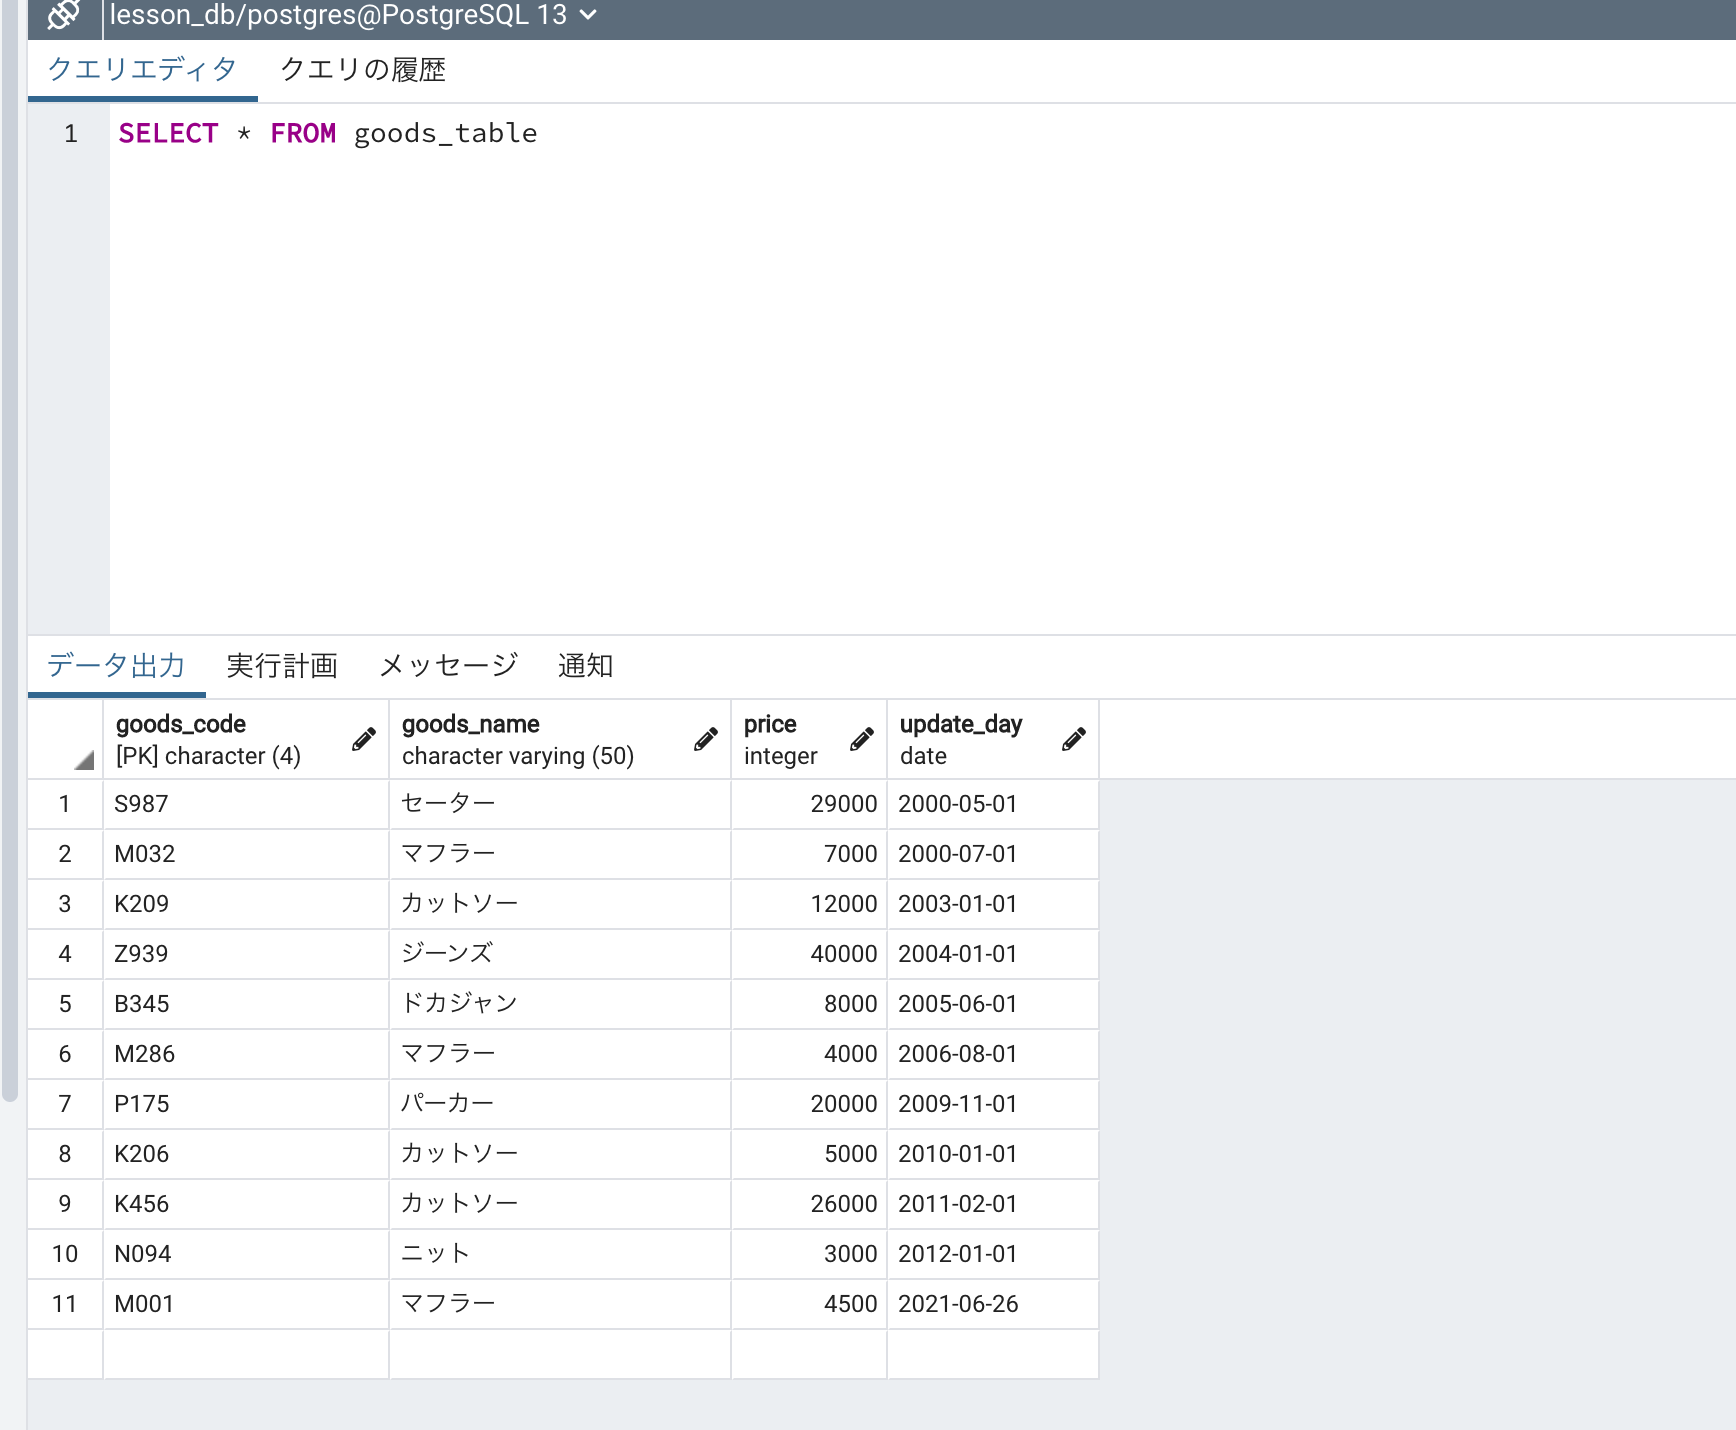 lesson_db/postgres@PostgreSQL 13
クエリエディタ クエリの履歴
1 SELECT * FROM goods_table
データ出力 実行計画 メッセージ 通知
goods_code goods_name price update_day
[PK] character (4) character varying (50) integer date
1 S987 セーター 29000 2000-05-01
2 M032 マフラー 7000 2000-07-01
3 K209 カットソー 12000 2003-01-01
4 Z939 ジーンズ 40000 2004-01-01
5 B345 ドカジャン 8000 2005-06-01
6 M286 マフラー 4000 2006-08-01
7 P175 パーカー 20000 2009-11-01
8 K206 カットソー 5000 2010-01-01
9 K456 カットソー 26000 2011-02-01
10 N094 ニット 3000 2012-01-01
11 M001 マフラー 4500 2021-06-26